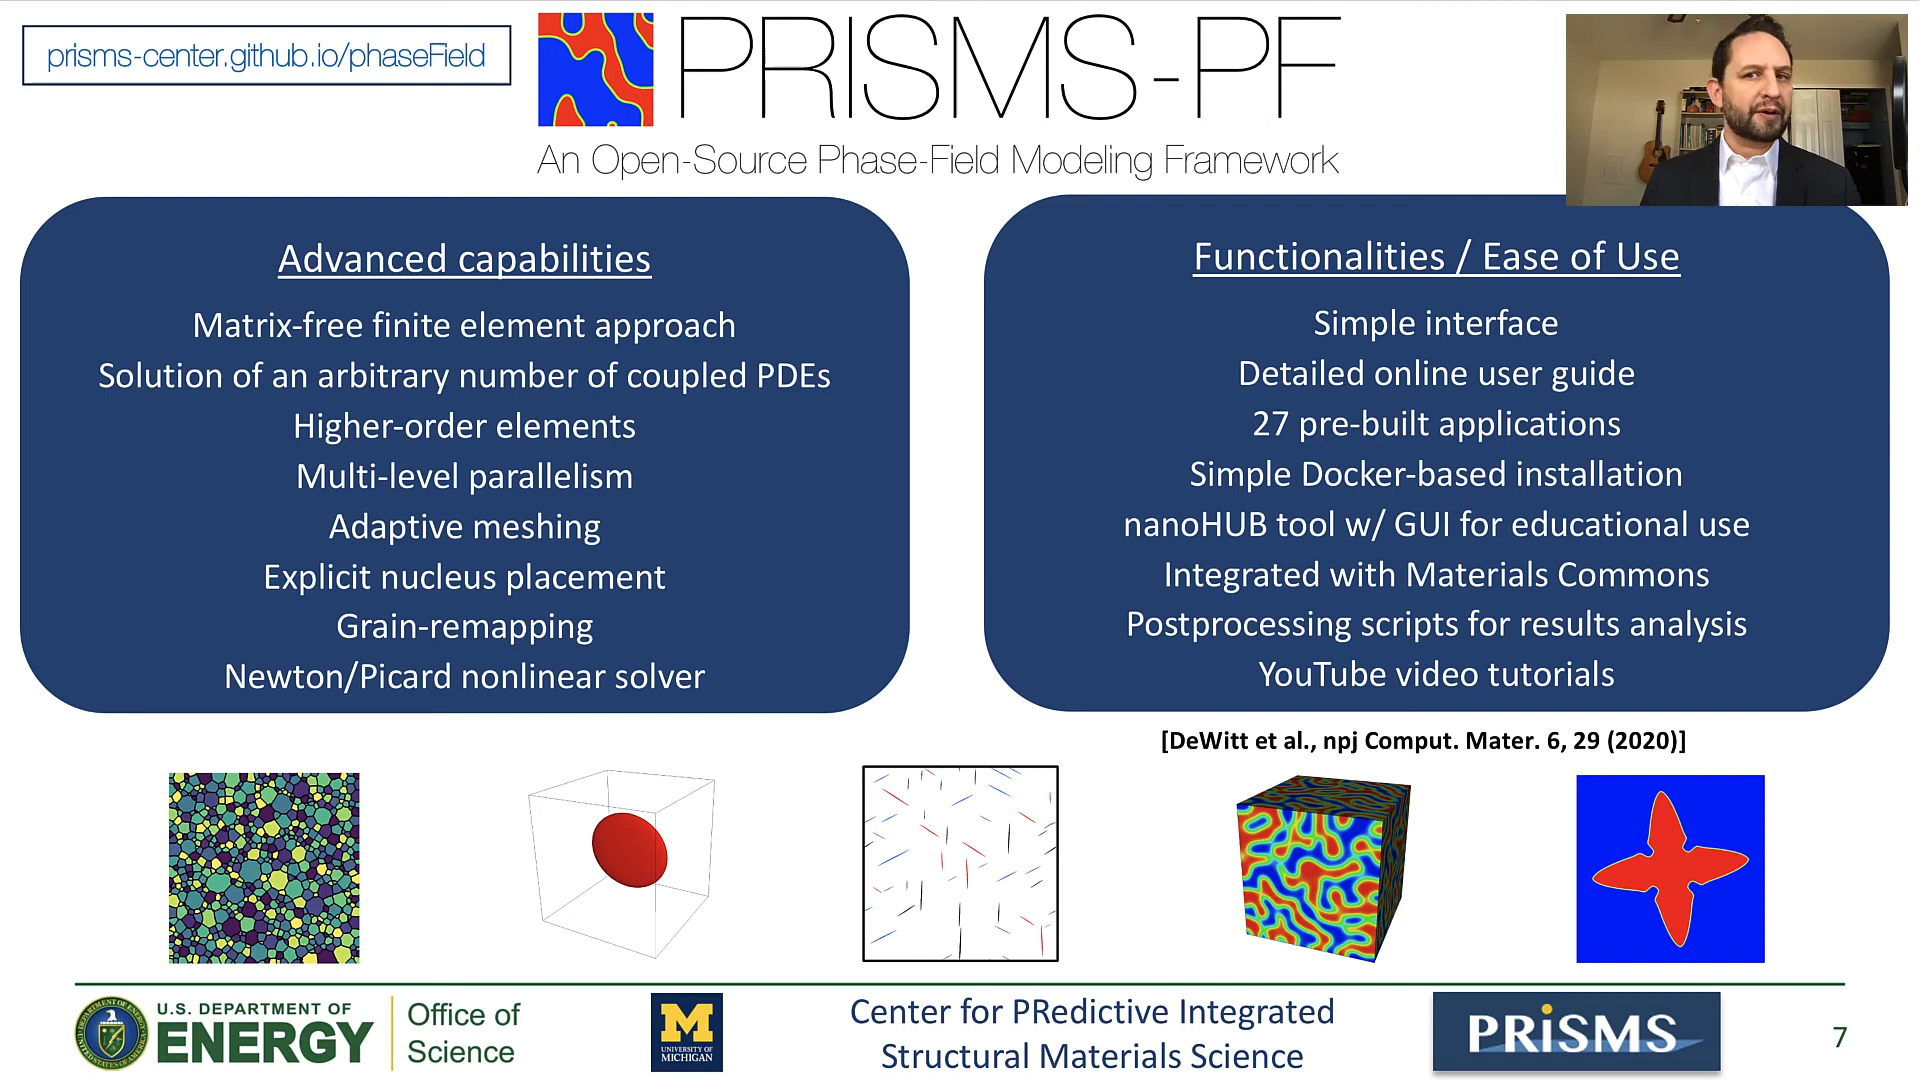 prisms-center.github.io/phaseField
PRISMS-PF
An Open-Source Phase-Field Modeling Framework
Advanced capabilities
Matrix-free finite element approach
Solution of an arbitrary number of coupled PDEs
Higher-order elements
Multi-level parallelism
Adaptive meshing
Explicit nucleus placement
Grain-remapping
Newton/Picard nonlinear solver
Functionalities / Ease of Use
Simple interface
Detailed online user guide
27 pre-built applications
Simple Docker-based installation
nanoHUB tool w/ GUI for educational use
Integrated with Materials Commons
Postprocessing scripts for results analysis
YouTube video tutorials
[DeWitt et al., npj Comput. Mater. 6, 29 (2020)]
U.S. DEPARTMENT OF
ENERGY
Office of
Science
M
UNIVERSITY OF
MICHIGAN
Center for PRedictive Integrated
Structural Materials Science
PRiSMS
7